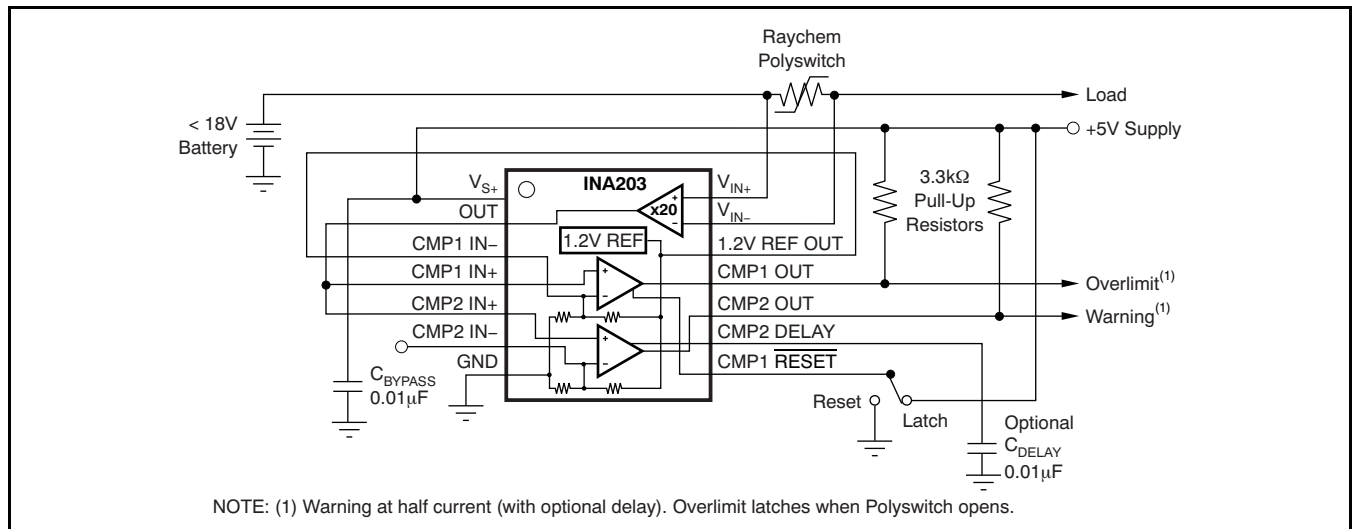 Raychem
Polyswitch
Load
< 18V
Battery
+5V Supply
INA203
V_S+
V_IN+
3.3kΩ
Pull-Up
Resistors
OUT
x20
V_IN−
1.2V REF
CMP1 IN−
1.2V REF OUT
CMP1 IN+
CMP1 OUT
Overlimit(1)
CMP2 IN+
CMP2 OUT
Warning(1)
CMP2 IN−
CMP2 DELAY
GND
CMP1 RESET
C_BYPASS
0.01μF
Reset
Latch
Optional
C_DELAY
0.01μF
NOTE: (1) Warning at half current (with optional delay). Overlimit latches when Polyswitch opens.